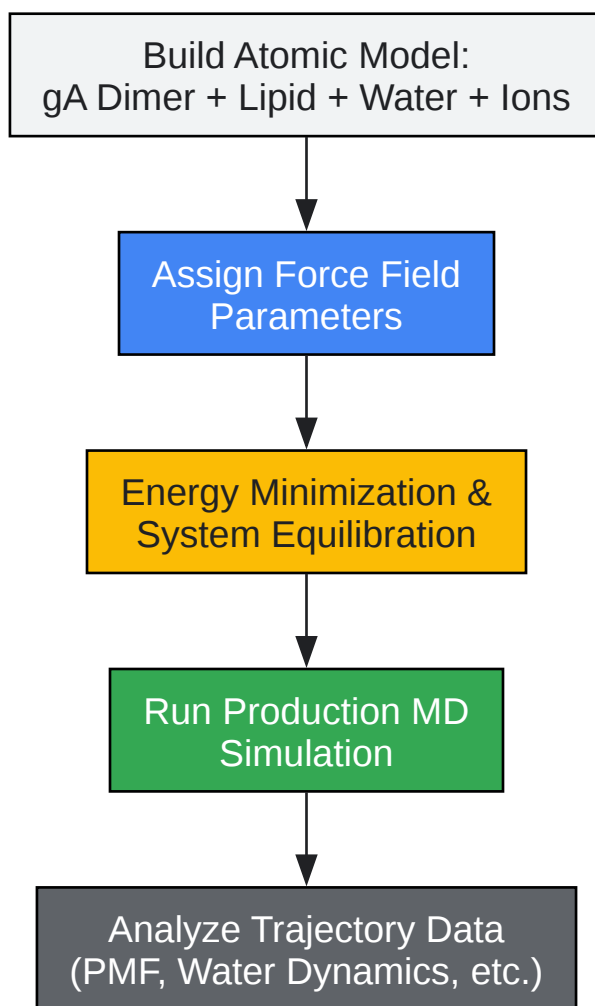 Build Atomic Model:
gA Dimer + Lipid + Water + Ions
Assign Force Field
Parameters
Energy Minimization &
System Equilibration
Run Production MD
Simulation
Analyze Trajectory Data
(PMF, Water Dynamics, etc.)